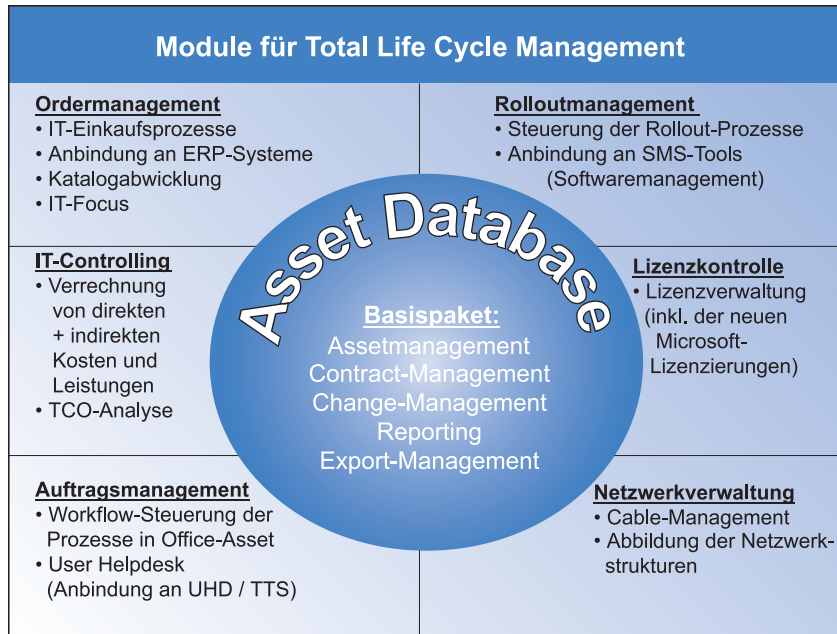 Module für Total Life Cycle Management
Ordermanagement
• IT-Einkaufsprozesse
• Anbindung an ERP-Systeme
• Katalogabwicklung
• IT-Focus
Rolloutmanagement
• Steuerung der Rollout-Prozesse
• Anbindung an SMS-Tools
(Softwaremanagement)
IT-Controlling
• Verrechnung
von direkten
+ indirekten
Kosten und
Leistungen
• TCO-Analyse
Asset Database
Basispaket:
Assetmanagement
Contract-Management
Change-Management
Reporting
Export-Management
Lizenzkontrolle
• Lizenzverwaltung
(inkl. der neuen
Microsoft-
Lizenzierungen)
Auftragsmanagement
• Workflow-Steuerung der
Prozesse in Office-Asset
• User Helpdesk
(Anbindung an UHD / TTS)
Netzwerkverwaltung
• Cable-Management
• Abbildung der Netzwerk-
strukturen